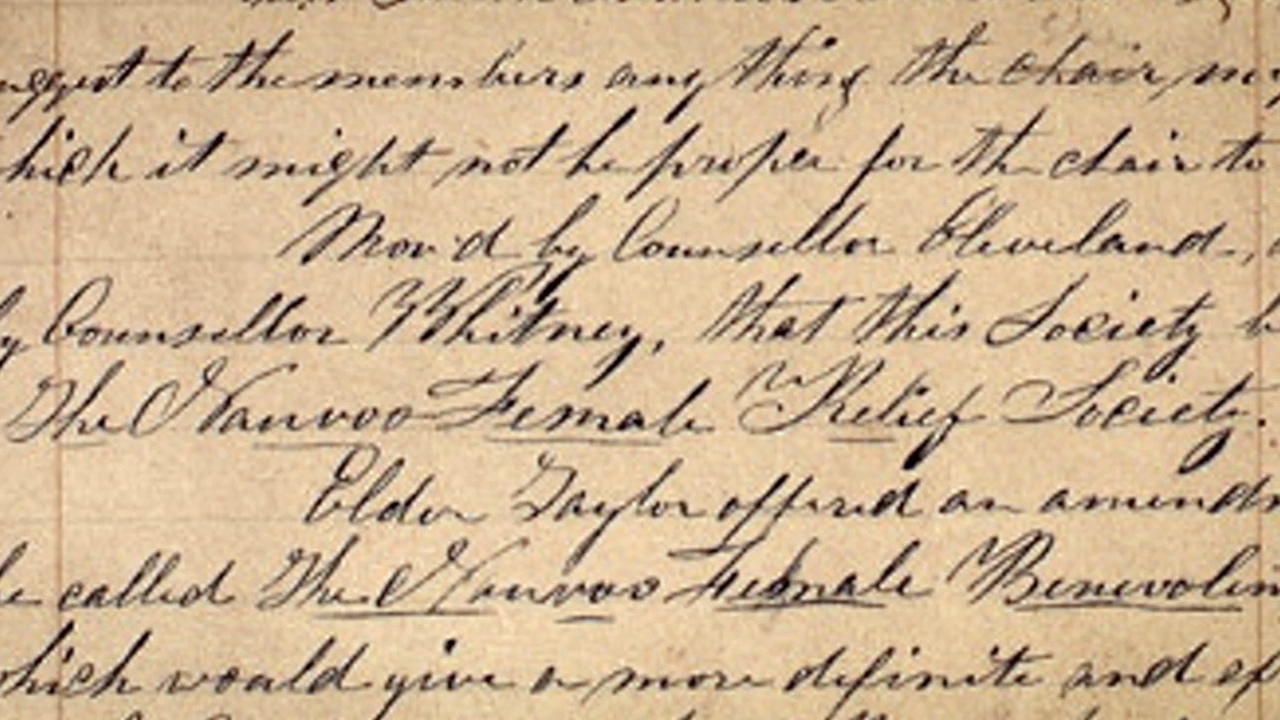 uggest to the members any thing the chair may
which it might not be proper for the chair to
Mov'd by Counsellor Cleveland,
by Counsellor Whitney, that this Society b
The Nauvoo Female Relief Society.
Elder Taylor offered an amendm
be called The Nauvoo Female Benevolen
which would give a more definite and ef